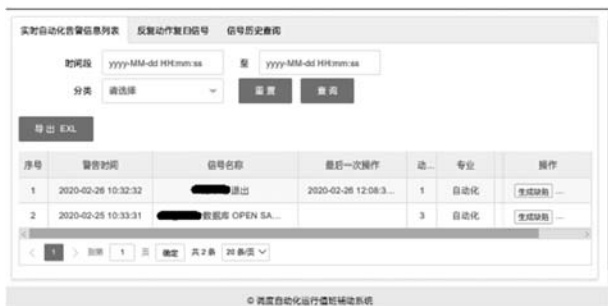 实时自动化告警信息列表 反复动作复归信号 信号历史查询
时间段 yyyy-MM-dd HH:mm:ss 至 yyyy-MM-dd HH:mm:ss
分类 请选择 重置 查询
导出 EXL
序号 警告时间 信号名称 最后一次操作 动... 专业 操作
1 2020-02-26 10:32:32 退出 2020-02-26 12:08:3... 1 自动化 生成缺陷 ...
2 2020-02-25 10:33:31 数据库 OPEN SA... 3 自动化 生成缺陷 ...
< 1 > 到第 1 页 确定 共2条 20条/页
© 调度自动化运行值班辅助系统